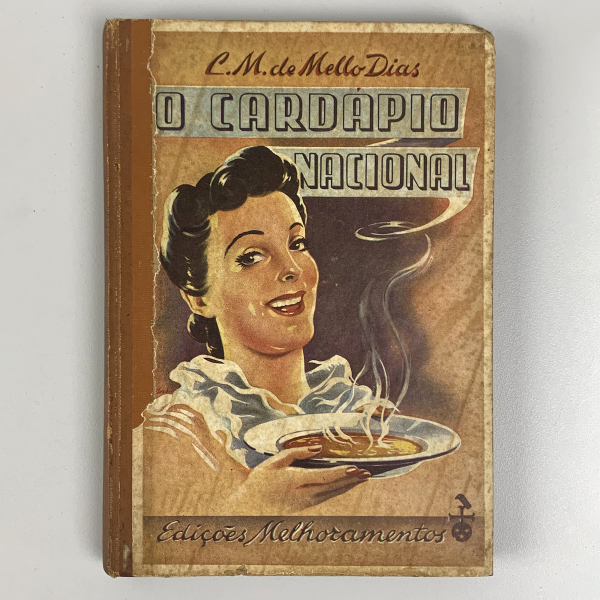 C. M. de Mello Dias
O CARDÁPIO
NACIONAL
Edições Melhoramentos